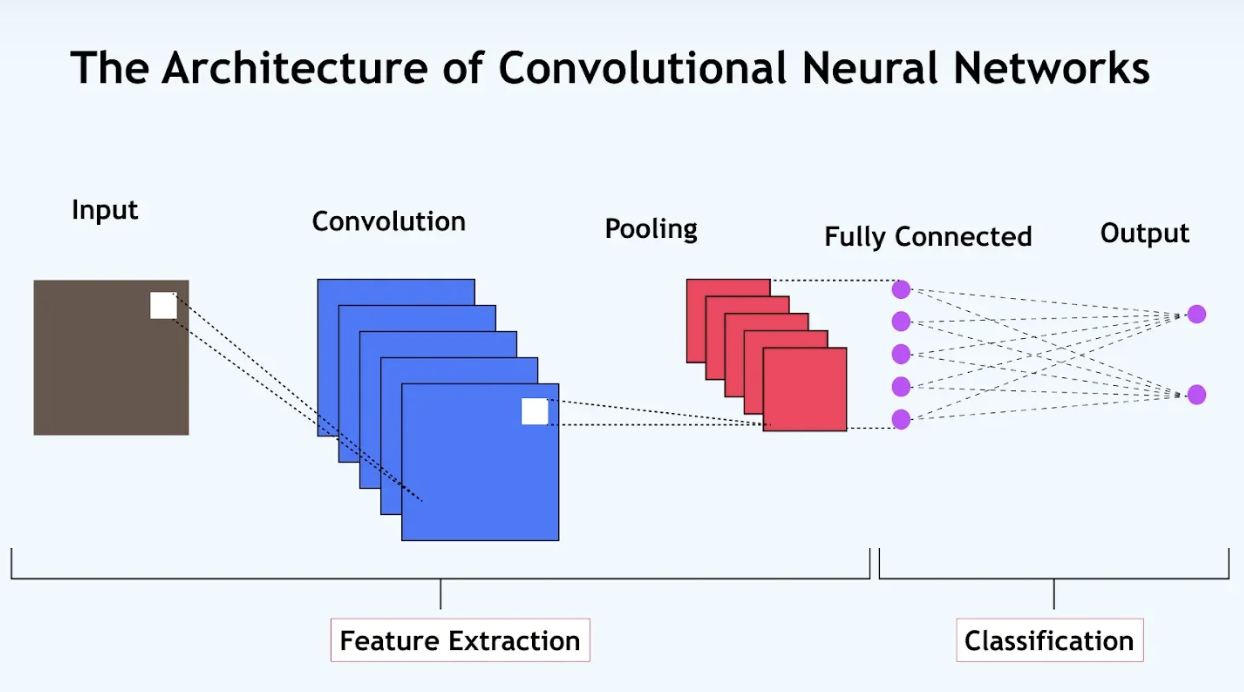 The Architecture of Convolutional Neural Networks
Input
Convolution
Pooling
Fully Connected
Output
Feature Extraction
Classification